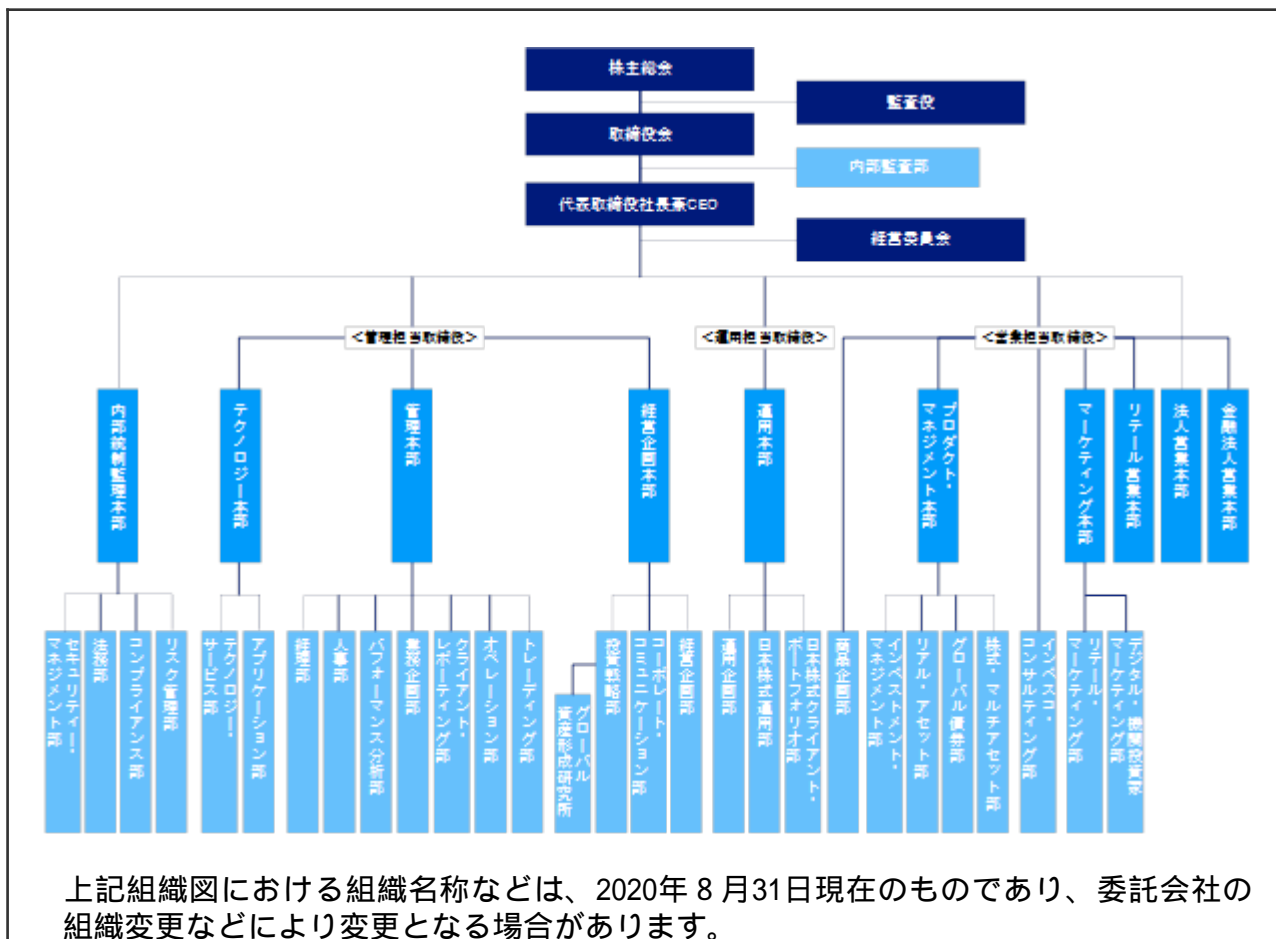 株主総会
監査役
取締役会
内部監査部
代表取締役社長兼CEO
経営委員会
＜管理担当取締役＞
＜運用担当取締役＞
＜営業担当取締役＞
内部統制監理本部
テクノロジー本部
管理本部
経営企画本部
運用本部
プロダクト・
マネジメント本部
マーケティング本部
リテール営業本部
法人営業本部
金融法人営業本部
セキュリティー・
マネジメント部
法務部
コンプライアンス部
リスク管理部
テクノロジー・
サービス部
アプリケーション部
経理部
人事部
パフォーマンス分析部
業務企画部
クライアント・
レポーティング部
オペレーション部
トレーディング部
グローバル
資産形成研究所
投資戦略部
コーポレート・
コミュニケーション部
経営企画部
運用企画部
日本株式運用部
日本株式クライアント・
ポートフォリオ部
商品企画部
インベストメント・
マネジメント部
リアル・アセット部
グローバル債券部
株式・マルチアセット部
インベスコ・
コンサルティング部
リテール・
マーケティング部
デジタル・機関投資家
マーケティング部
上記組織図における組織名称などは、2020年８月31日現在のものであり、委託会社の
組織変更などにより変更となる場合があります。